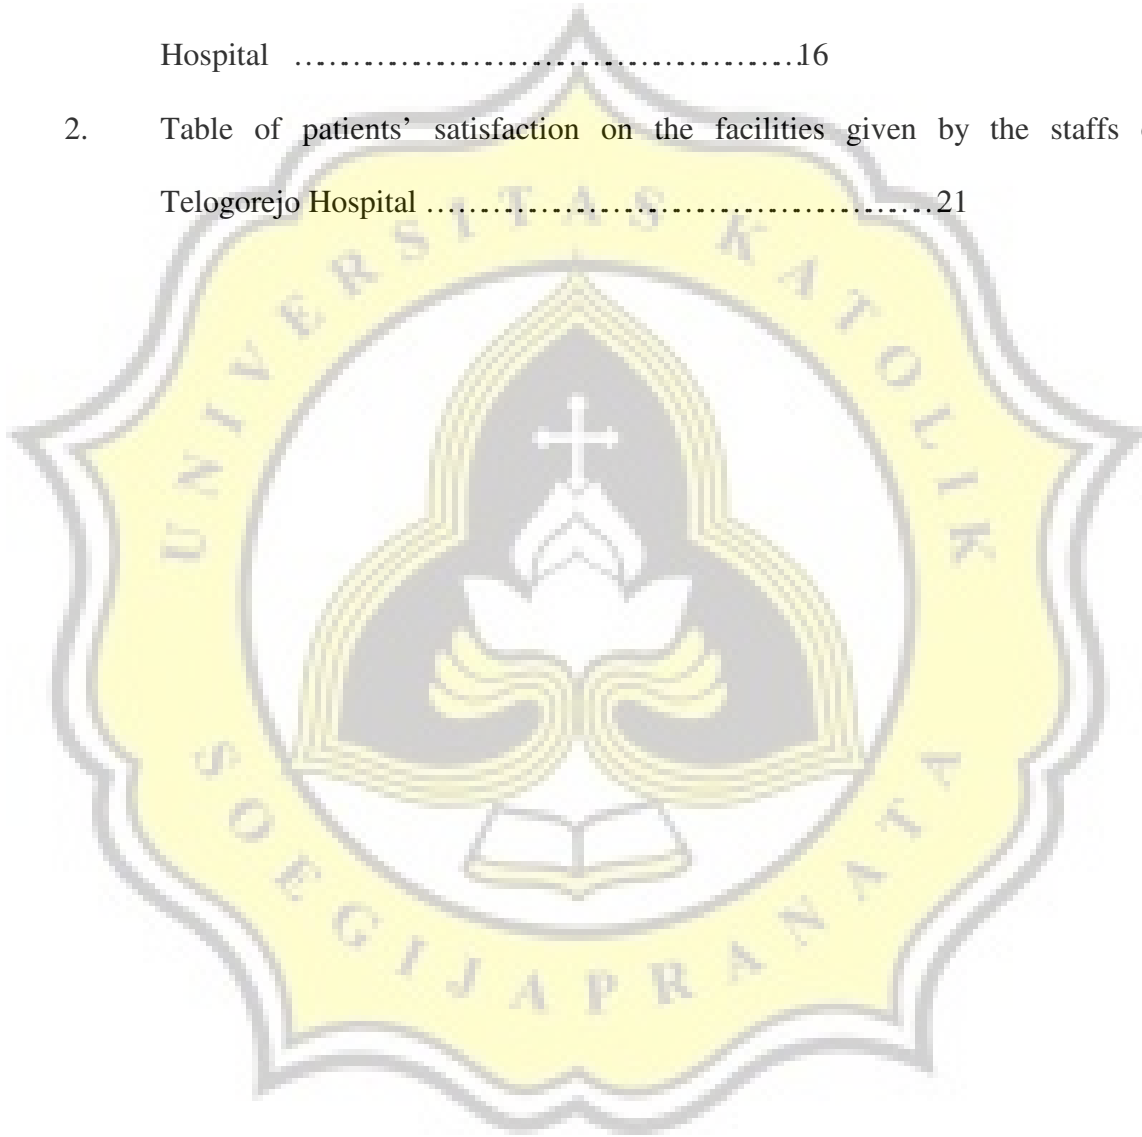 Hospital ……………………………………………16
2. Table of patients’ satisfaction on the facilities given by the staffs
Telogorejo Hospital ……………………………………………21
UNIVERSITAS KATOLIK
SOEGIJAPRANATA